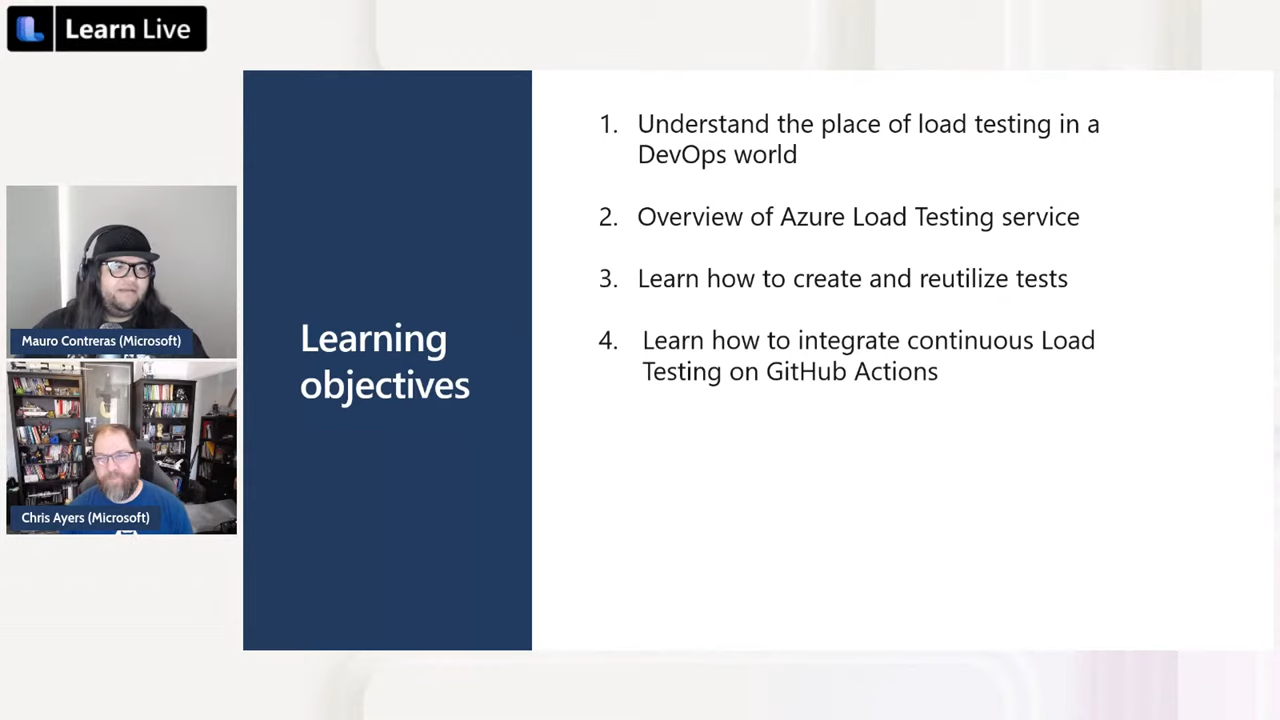 Learn Live
Mauro Contreras (Microsoft)
Chris Ayers (Microsoft)
Learning
objectives
1. Understand the place of load testing in a
DevOps world
2. Overview of Azure Load Testing service
3. Learn how to create and reutilize tests
4. Learn how to integrate continuous Load
Testing on GitHub Actions